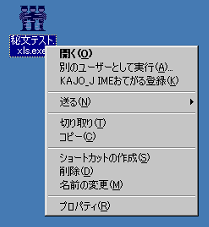 秘文テスト.
xls.exe
開く(O)
別のユーザーとして実行(A)...
KAJO_J IMEおてがる登録(K)
送る(N)
切り取り(T)
コピー(C)
ショートカットの作成(S)
削除(D)
名前の変更(M)
プロパティ(R)